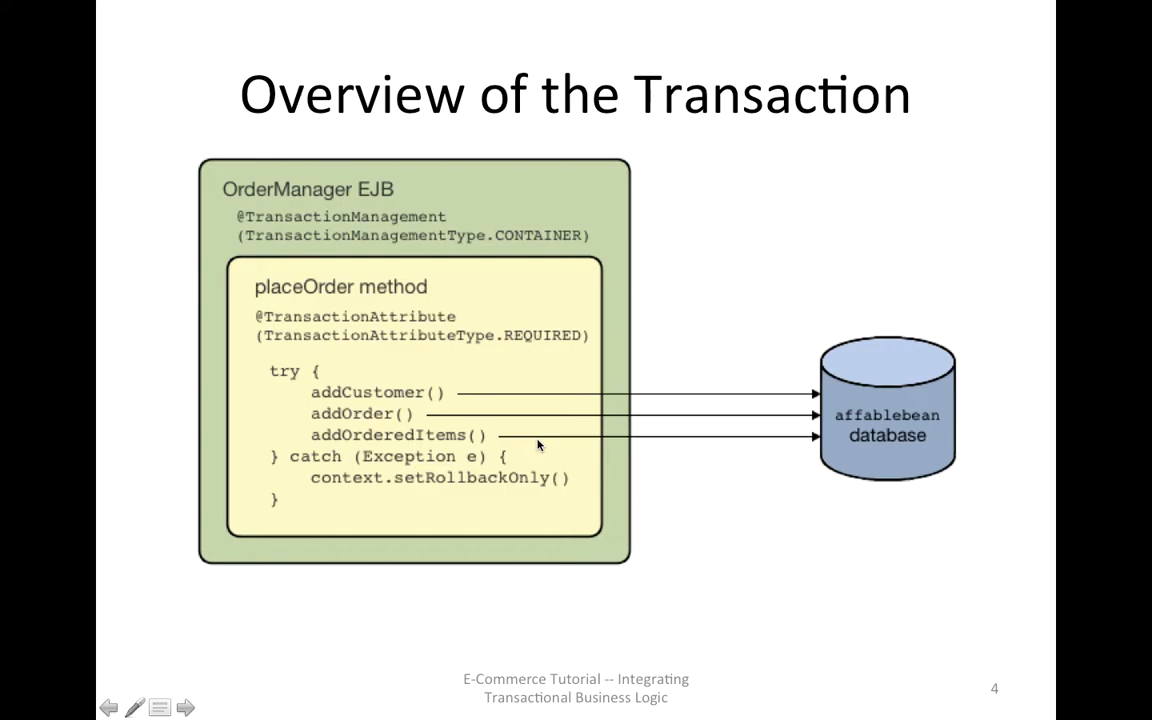 Overview of the Transaction
OrderManager EJB
@TransactionManagement
(TransactionManagementType.CONTAINER)
placeOrder method
@TransactionAttribute
(TransactionAttributeType.REQUIRED)
try {
addCustomer()
addOrder()
addOrderedItems()
} catch (Exception e) {
context.setRollbackOnly()
}
affablebean
database
E-Commerce Tutorial -- Integrating
Transactional Business Logic
4